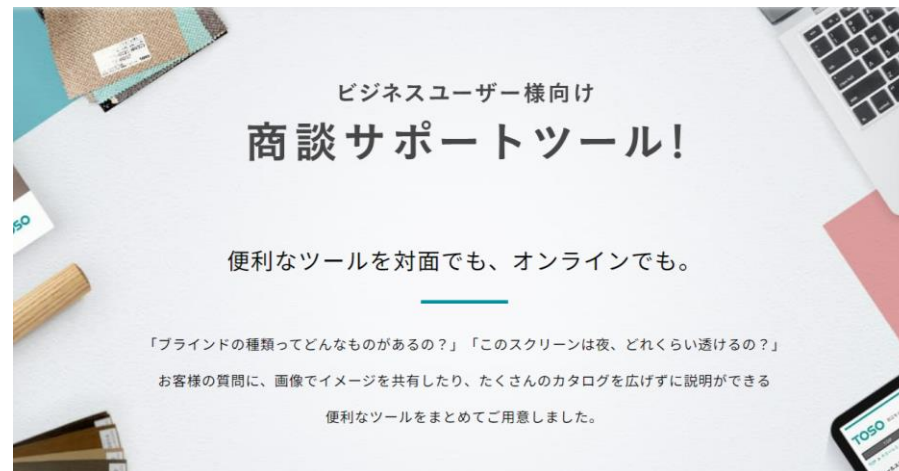 ビジネスユーザー様向け
商談サポートツール!
便利なツールを対面でも、オンラインでも。
「ブラインドの種類ってどんなものがあるの？」「このスクリーンは夜、どれくらい透けるの？」
お客様の質問に、画像でイメージを共有したり、たくさんのカタログを広げずに説明ができる
便利なツールをまとめてご用意しました。
TOSO